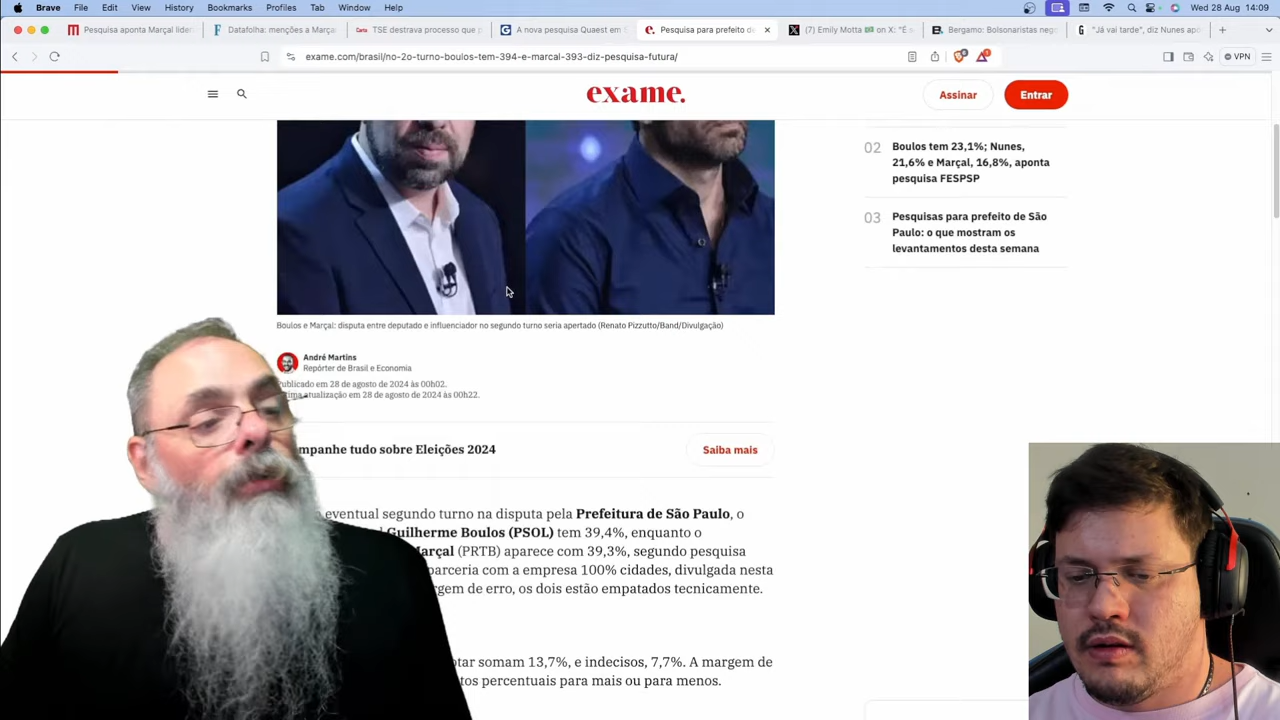 Brave File Edit View History Bookmarks Profiles Tab Window Help
Wed 28 Aug 14:09
Pesquisa aponta Marçal lider
Datafolha: menções a Marçal
TSE destrava processo que p
A nova pesquisa Quaest em S
Pesquisa para prefeito d
(7) Emily Motta on X: "É s
Bergamo: Bolsonaristas neg
"Já vai tarde", diz Nunes apó
exame.com/brasil/no-2o-turno-boulos-tem-394-e-marcal-393-diz-pesquisa-futura/
VPN
exame.
Assinar
Entrar
02 Boulos tem 23,1%; Nunes,
21,6% e Marçal, 16,8%, aponta
pesquisa FESPSP
03 Pesquisas para prefeito de São
Paulo: o que mostram os
levantamentos desta semana
Boulos e Marçal: disputa entre deputado e influenciador no segundo turno seria apertado (Renato Pizzutto/Band/Divulgação)
André Martins
Repórter de Brasil e Economia
Publicado em 28 de agosto de 2024 às 00h02.
tima atualização em 28 de agosto de 2024 às 00h22.
mpanhe tudo sobre Eleições 2024
Saiba mais
eventual segundo turno na disputa pela Prefeitura de São Paulo, o
Guilherme Boulos (PSOL) tem 39,4%, enquanto o
Marçal (PRTB) aparece com 39,3%, segundo pesquisa
parceria com a empresa 100% cidades, divulgada nesta
rgem de erro, os dois estão empatados tecnicamente.
otar somam 13,7%, e indecisos, 7,7%. A margem de
tos percentuais para mais ou para menos.